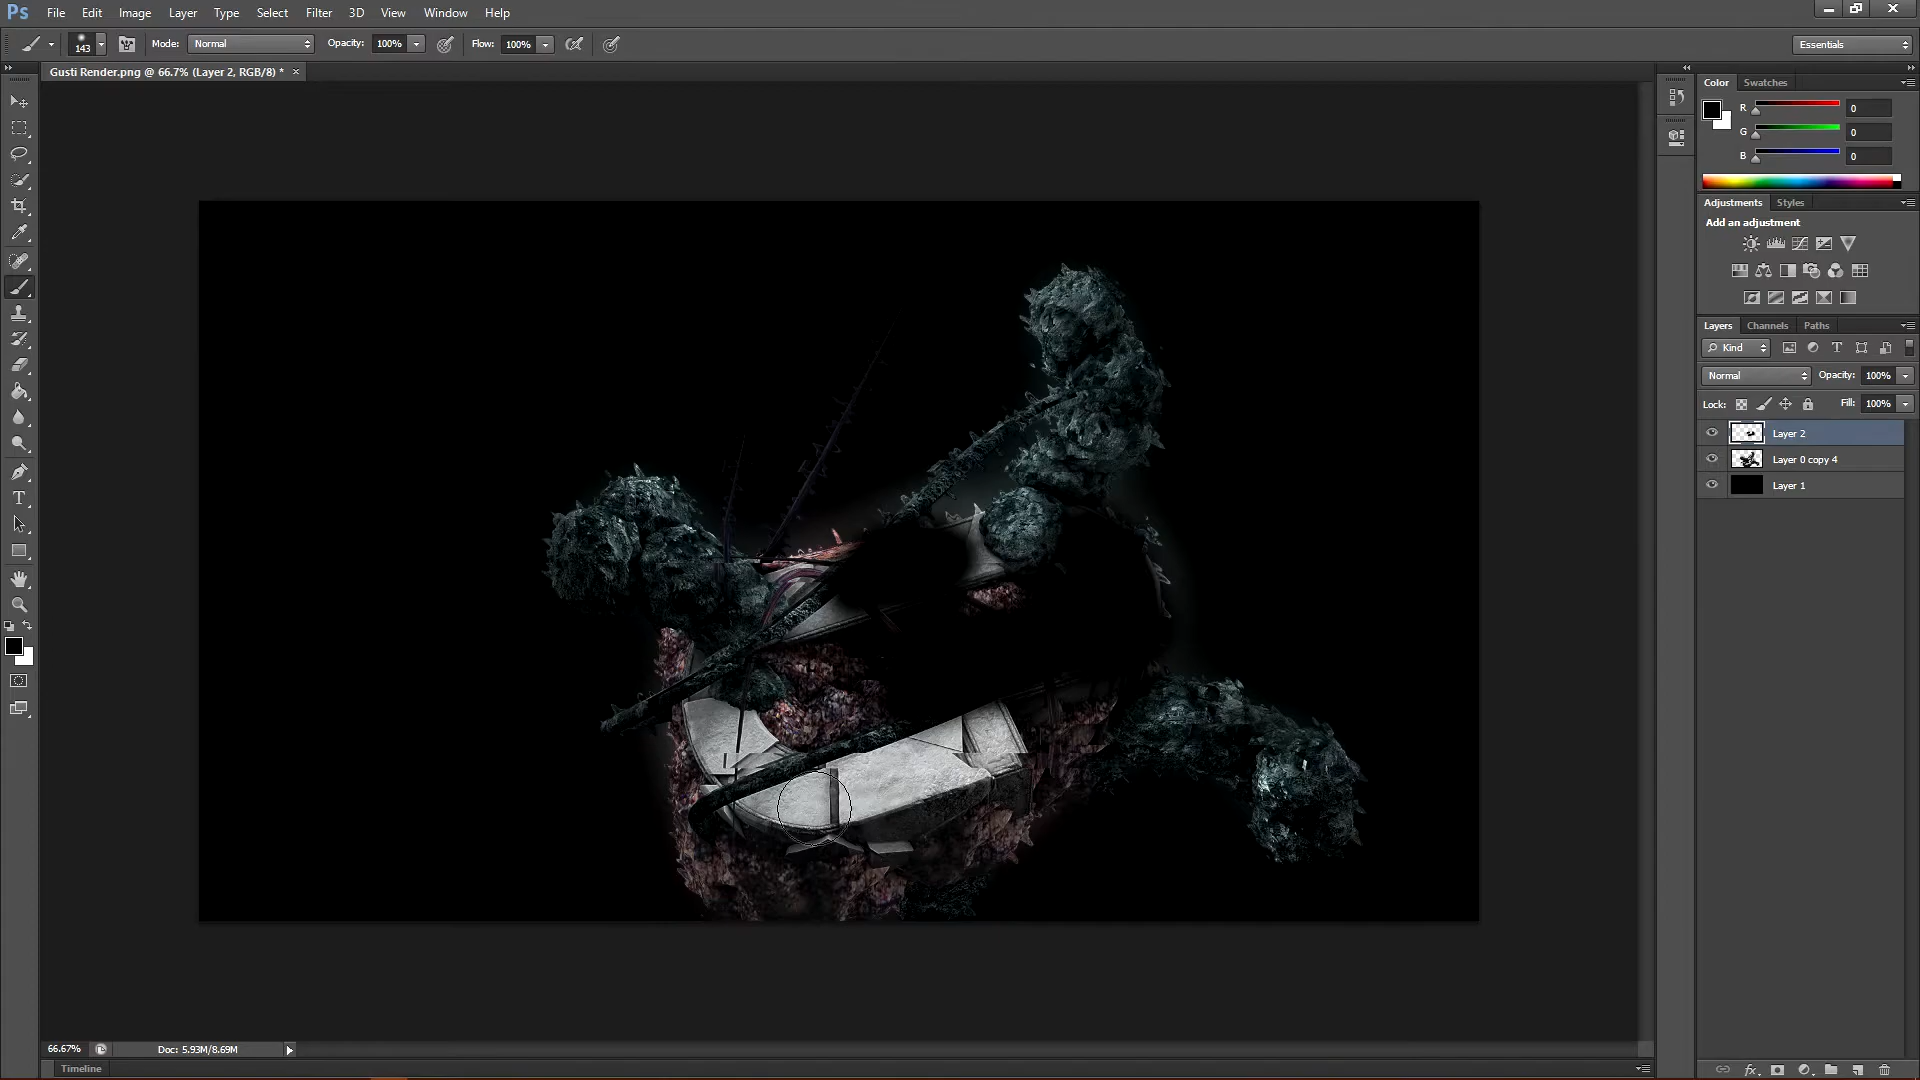 Ps File Edit Image Layer Type Select Filter 3D View Window Help
143 Mode: Normal Opacity: 100% Flow: 100% Essentials
Gusti Render.png @ 66.7% (Layer 2, RGB/8) * ×
Color Swatches
R 0
G 0
B 0
Adjustments Styles
Add an adjustment
Layers Channels Paths
Kind
Normal Opacity: 100%
Lock: Fill: 100%
Layer 2
Layer 0 copy 4
Layer 1
66.67% Doc: 5.93M/8.69M
Timeline